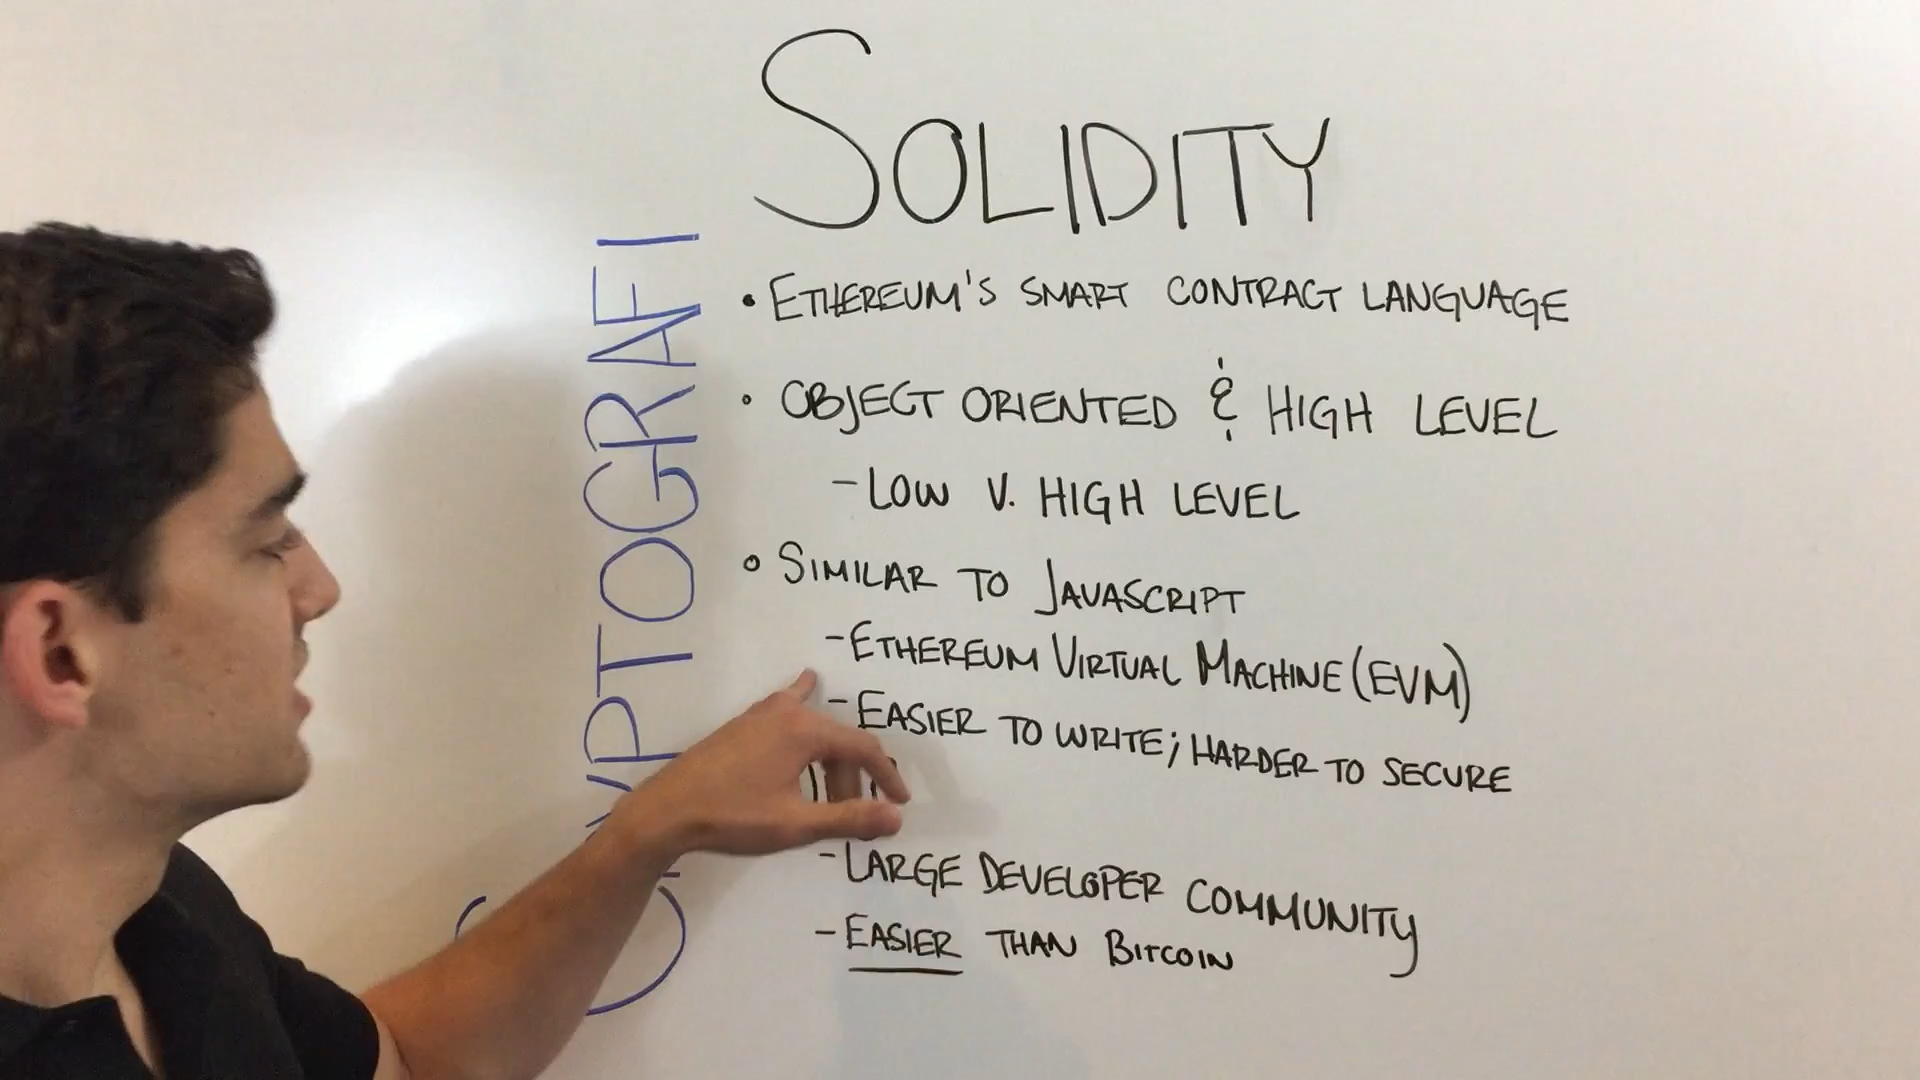 SOLIDITY
• ETHEREUM'S SMART CONTRACT LANGUAGE
• OBJECT ORIENTED & HIGH LEVEL
- LOW V. HIGH LEVEL
• SIMILAR TO JAVASCRIPT
- ETHEREUM VIRTUAL MACHINE (EVM)
- EASIER TO WRITE; HARDER TO SECURE
- LARGE DEVELOPER COMMUNITY
- EASIER THAN BITCOIN